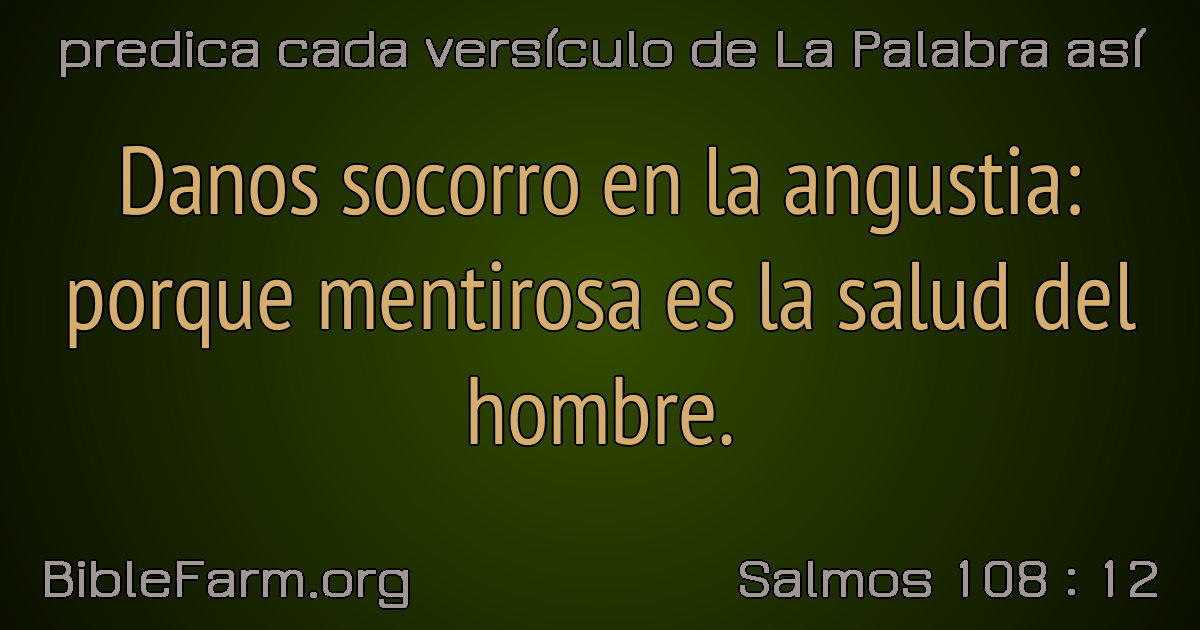 predica cada versículo de La Palabra así
Danos socorro en la angustia:
porque mentirosa es la salud del
hombre.
BibleFarm.org
Salmos 108 : 12